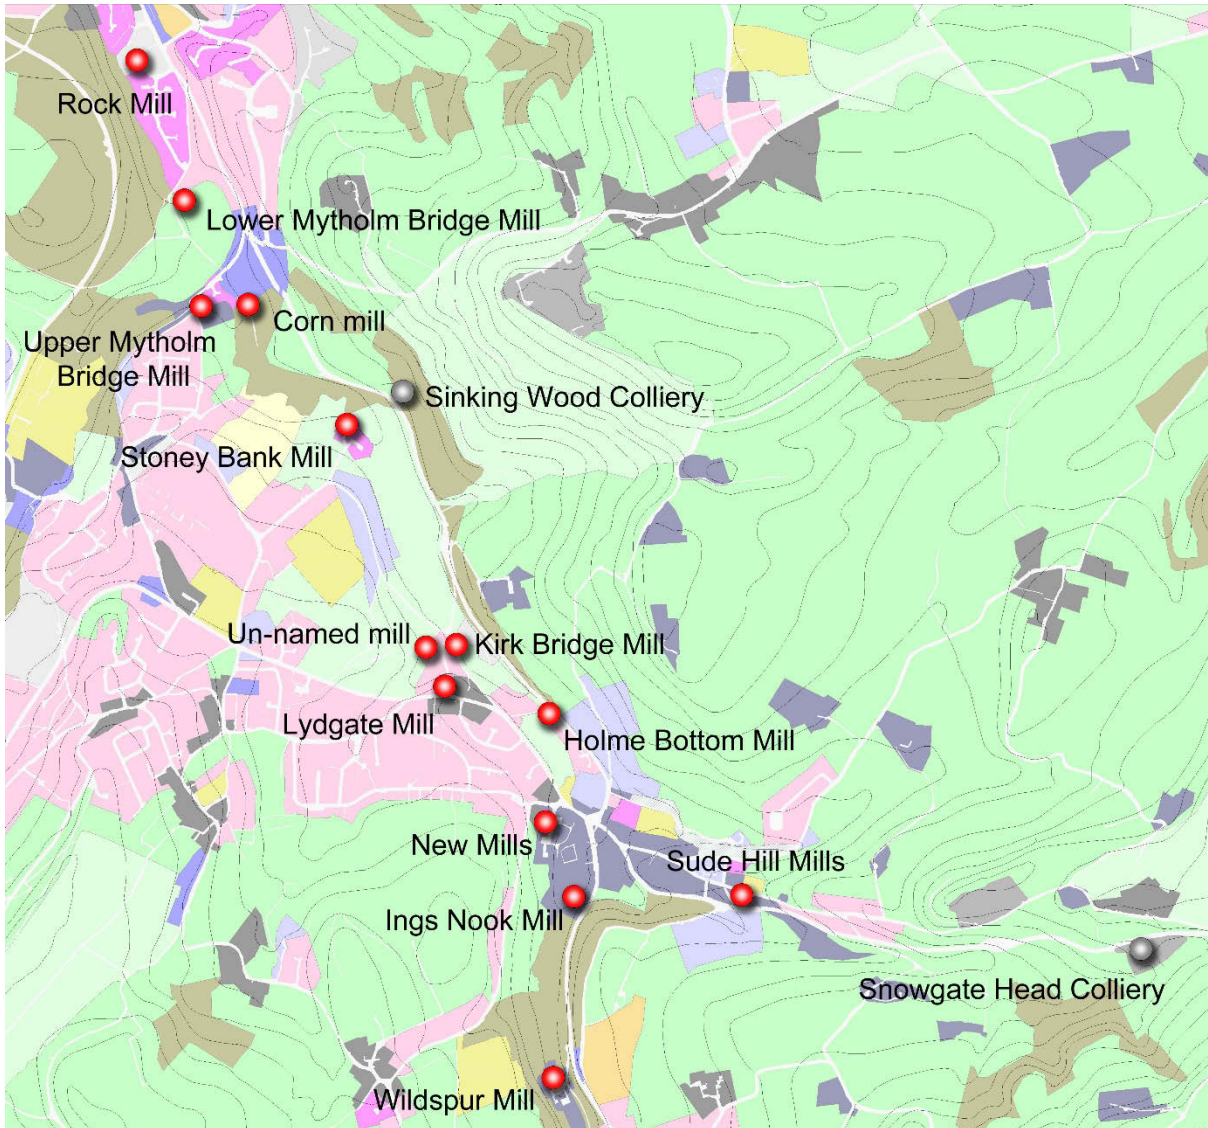 Rock Mill
Lower Mytholm Bridge Mill
Corn mill
Upper Mytholm
Bridge Mill
Sinking Wood Colliery
Stoney Bank Mill
Un-named mill
Kirk Bridge Mill
Lydgate Mill
Holme Bottom Mill
New Mills
Sude Hill Mills
Ings Nook Mill
Snowgate Head Colliery
Wildspur Mill